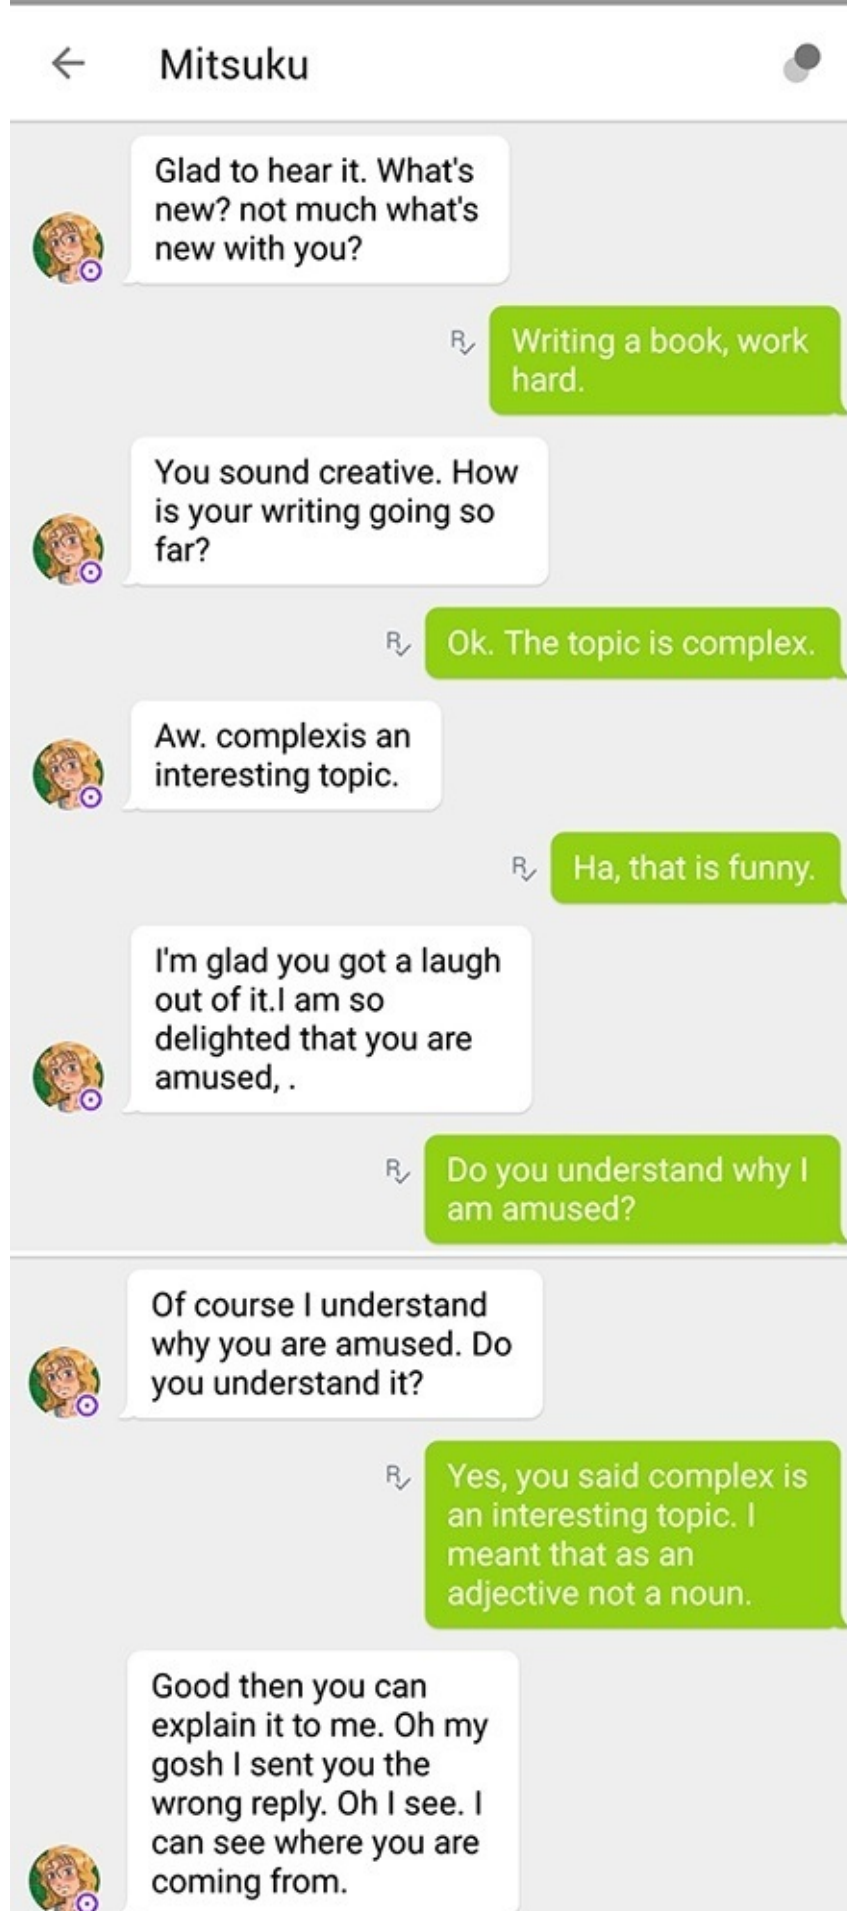 Mitsuku
Glad to hear it. What's
new? not much what's
new with you?
R
Writing a book, work
hard.
You sound creative. How
is your writing going so
far?
R
Ok. The topic is complex.
Aw. complexis an
interesting topic.
R
Ha, that is funny.
I'm glad you got a laugh
out of it.I am so
delighted that you are
amused, .
R
Do you understand why I
am amused?
Of course I understand
why you are amused. Do
you understand it?
R
Yes, you said complex is
an interesting topic. I
meant that as an
adjective not a noun.
Good then you can
explain it to me. Oh my
gosh I sent you the
wrong reply. Oh I see. I
can see where you are
coming from.